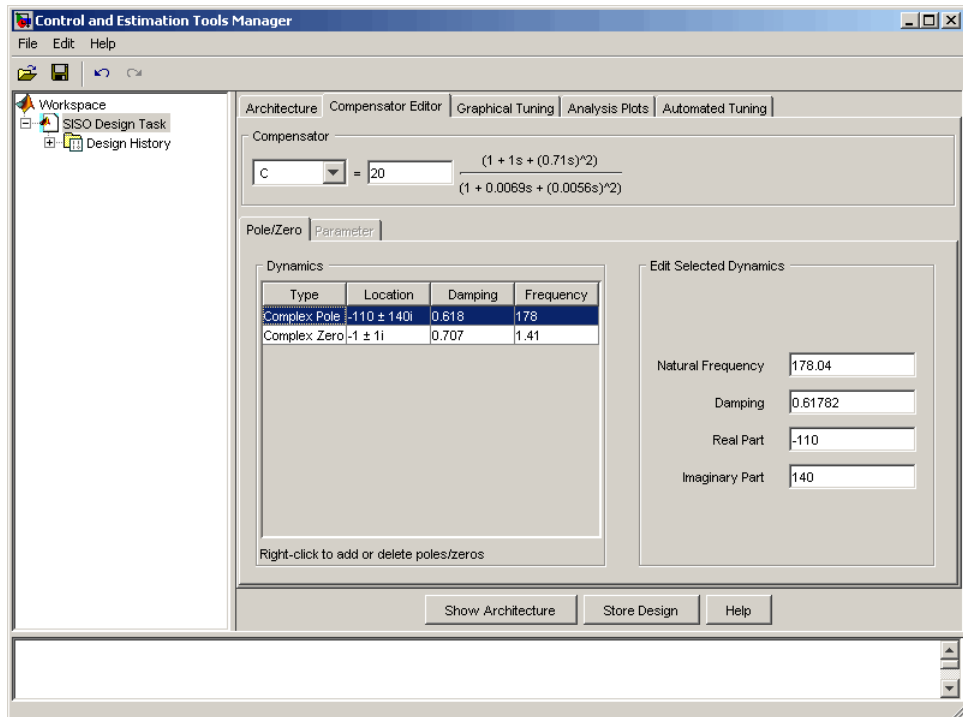 Control and Estimation Tools Manager
File Edit Help
Workspace
SISO Design Task
Design History
Architecture Compensator Editor Graphical Tuning Analysis Plots Automated Tuning
Compensator
C = 20 (1 + 1s + (0.71s)^2)
(1 + 0.0069s + (0.0056s)^2)
Pole/Zero Parameter
Dynamics
Type Location Damping Frequency
Complex Pole -110 ± 140i 0.618 178
Complex Zero -1 ± 1i 0.707 1.41
Right-click to add or delete poles/zeros
Edit Selected Dynamics
Natural Frequency 178.04
Damping 0.61782
Real Part -110
Imaginary Part 140
Show Architecture Store Design Help